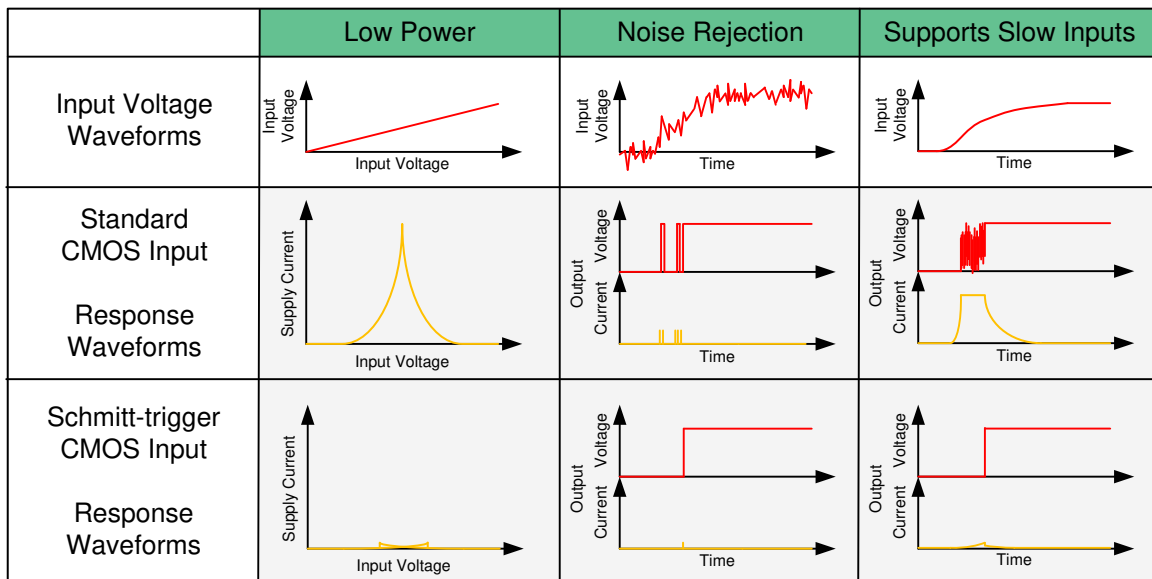 Low Power
Noise Rejection
Supports Slow Inputs
Input Voltage
Waveforms
Input
Voltage
Input Voltage
Input
Voltage
Time
Input
Voltage
Time
Standard
CMOS Input
Response
Waveforms
Supply Current
Input Voltage
Output
Voltage
Current
Time
Output
Voltage
Current
Time
Schmitt-trigger
CMOS Input
Response
Waveforms
Supply Current
Input Voltage
Output
Voltage
Current
Time
Output
Voltage
Current
Time